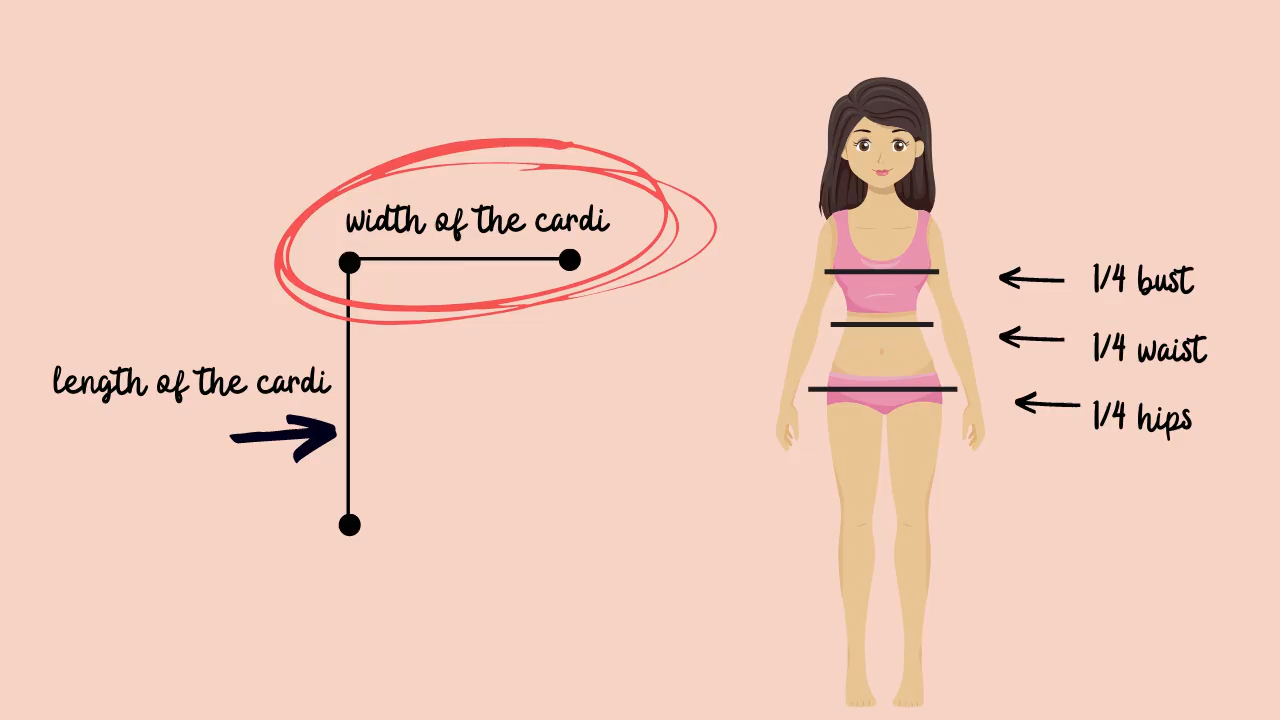 width of the cardi
length of the cardi
1/4 bust
1/4 waist
1/4 hips